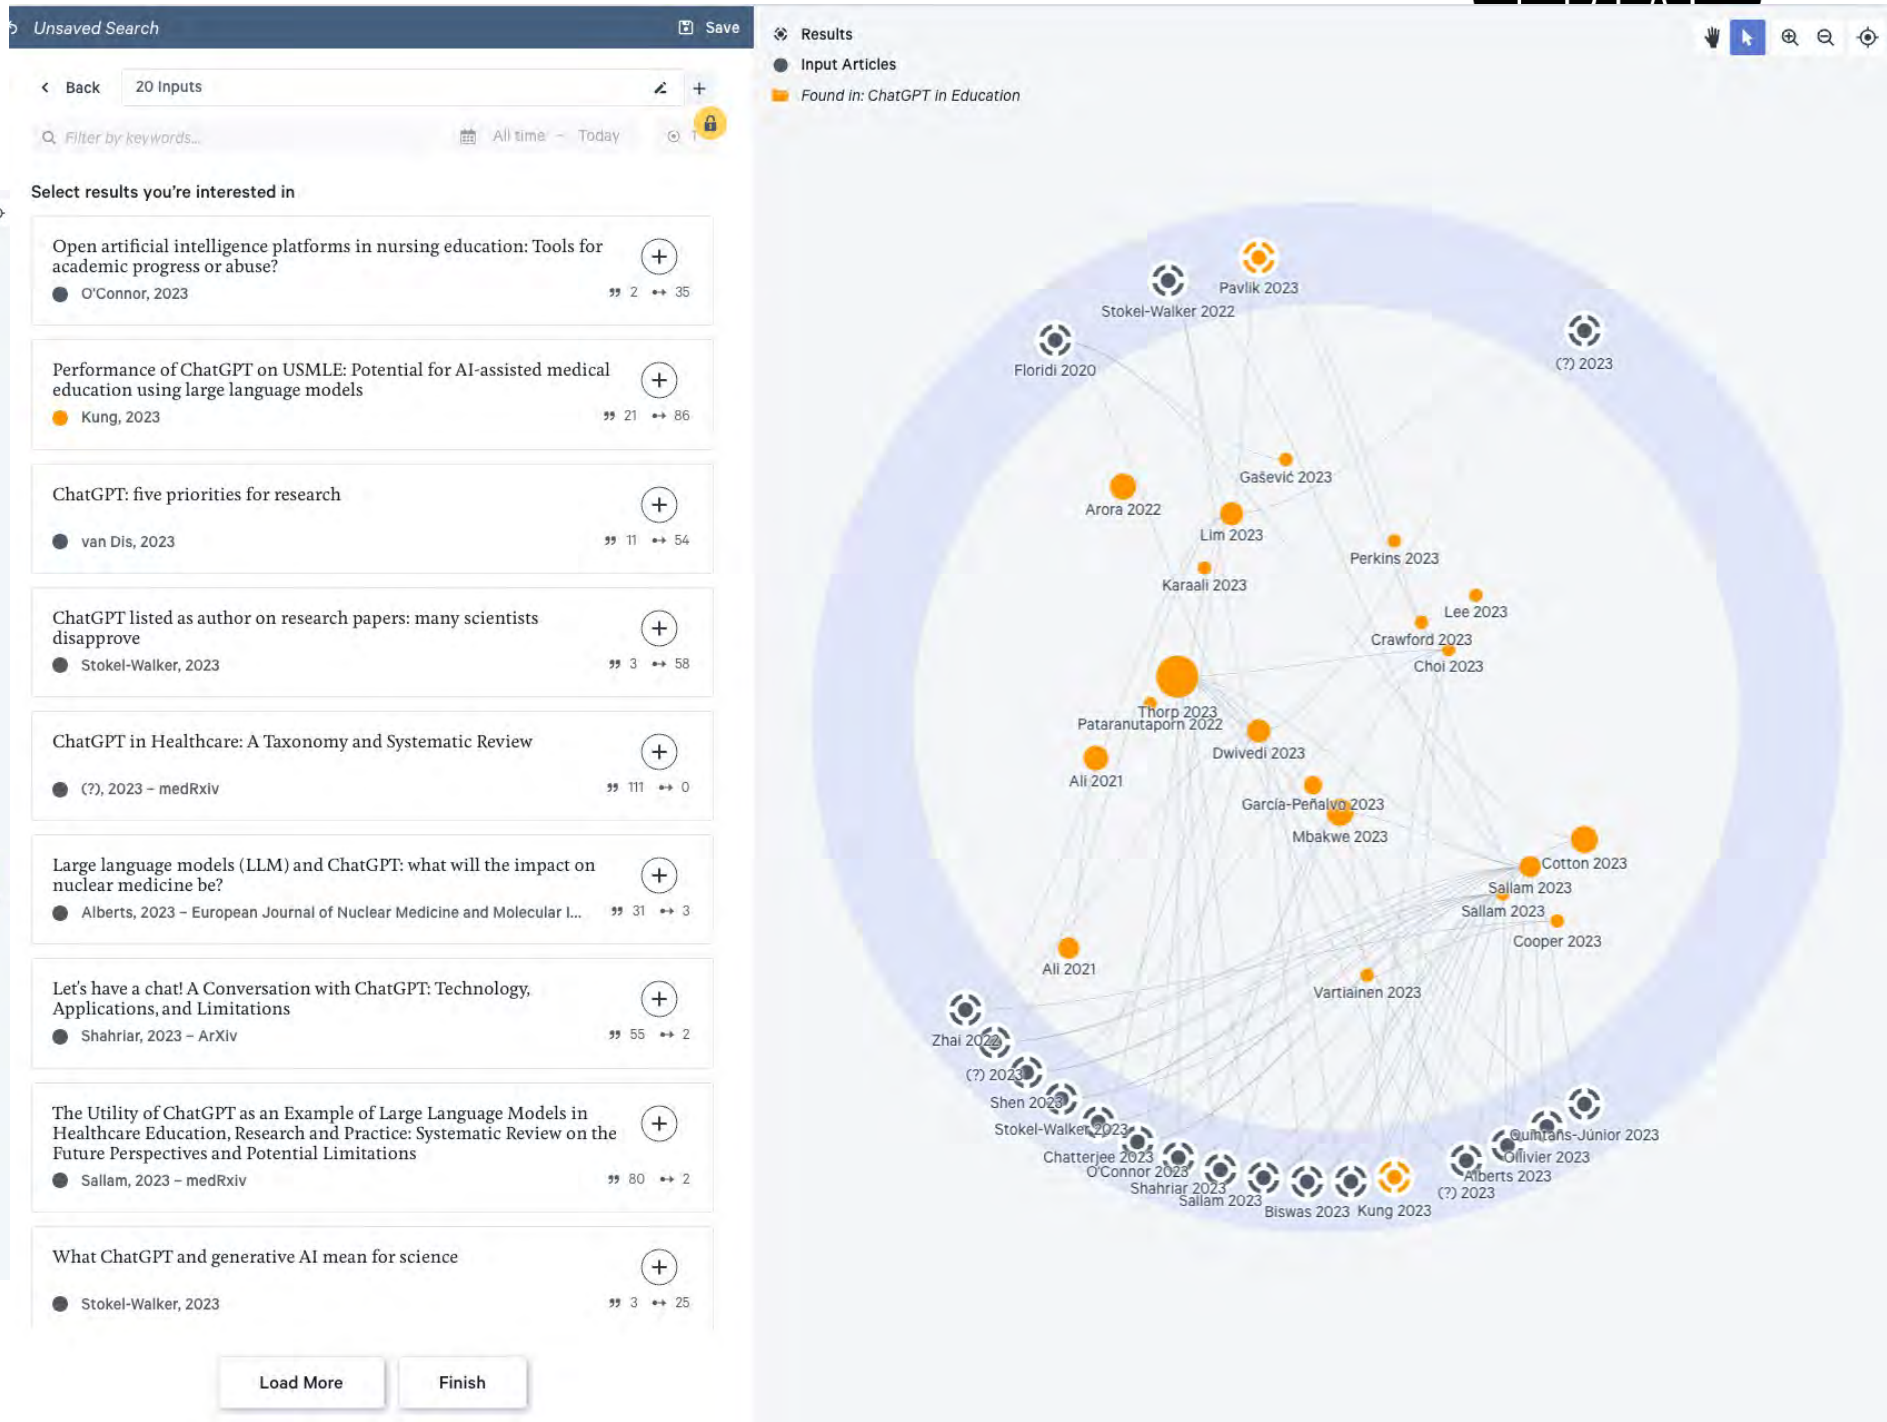 Unsaved Search
Save
Back
20 Inputs
Filter by keywords...
All time – Today
Select results you're interested in
Open artificial intelligence platforms in nursing education: Tools for
academic progress or abuse?
O'Connor, 2023
2 35
Performance of ChatGPT on USMLE: Potential for AI-assisted medical
education using large language models
Kung, 2023
21 86
ChatGPT: five priorities for research
van Dis, 2023
11 54
ChatGPT listed as author on research papers: many scientists
disapprove
Stokel-Walker, 2023
3 58
ChatGPT in Healthcare: A Taxonomy and Systematic Review
(?), 2023 – medRxiv
111 0
Large language models (LLM) and ChatGPT: what will the impact on
nuclear medicine be?
Alberts, 2023 – European Journal of Nuclear Medicine and Molecular I...
31 3
Let's have a chat! A Conversation with ChatGPT: Technology,
Applications, and Limitations
Shahriar, 2023 – ArXiv
55 2
The Utility of ChatGPT as an Example of Large Language Models in
Healthcare Education, Research and Practice: Systematic Review on the
Future Perspectives and Potential Limitations
Sallam, 2023 – medRxiv
80 2
What ChatGPT and generative AI mean for science
Stokel-Walker, 2023
3 25
Load More
Finish
Results
Input Articles
Found in: ChatGPT in Education
Pavlik 2023
Stokel-Walker 2022
Floridi 2020
(?) 2023
Gašević 2023
Arora 2022
Lim 2023
Perkins 2023
Karaali 2023
Lee 2023
Crawford 2023
Choi 2023
Thorp 2023
Pataranutaporn 2022
Dwivedi 2023
Ali 2021
García-Peñalvo 2023
Mbakwe 2023
Cotton 2023
Sallam 2023
Sallam 2023
Cooper 2023
Ali 2021
Vartiainen 2023
Zhai 2022
(?) 2023
Shen 2023
Stokel-Walker 2023
Chatterjee 2023
O'Connor 2023
Shahriar 2023
Sallam 2023
Biswas 2023
Kung 2023
(?) 2023
Alberts 2023
Ollivier 2023
Quintans-Júnior 2023